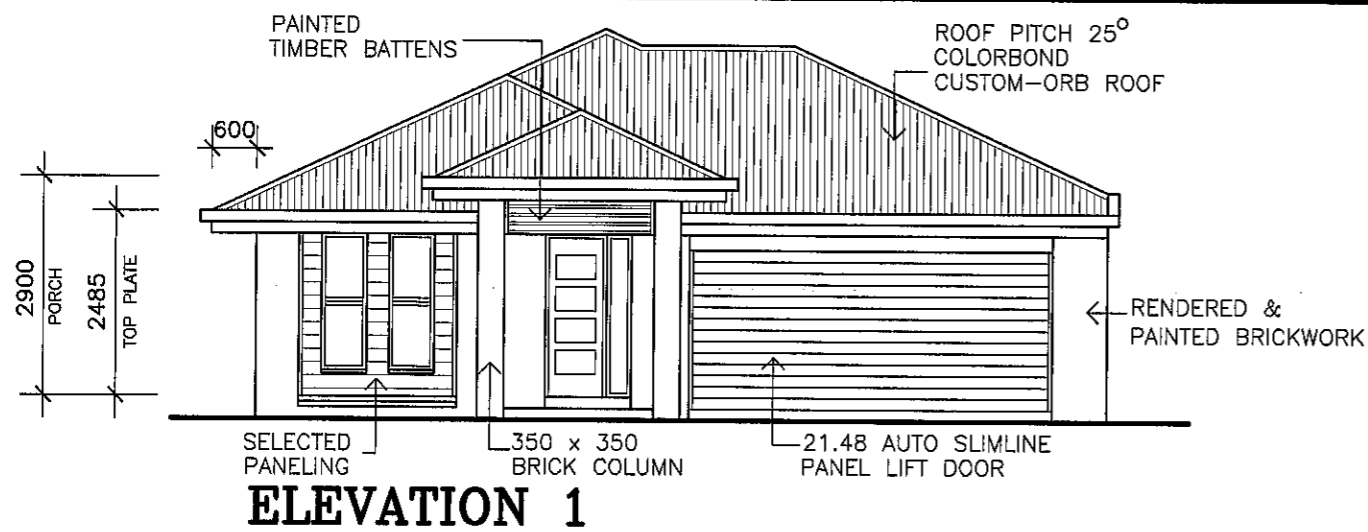 PAINTED
TIMBER BATTENS
ROOF PITCH 25°
COLORBOND
CUSTOM-ORB ROOF
600
2900
PORCH
2485
TOP PLATE
RENDERED &
PAINTED BRICKWORK
SELECTED
PANELING
350 x 350
BRICK COLUMN
21.48 AUTO SLIMLINE
PANEL LIFT DOOR
ELEVATION 1